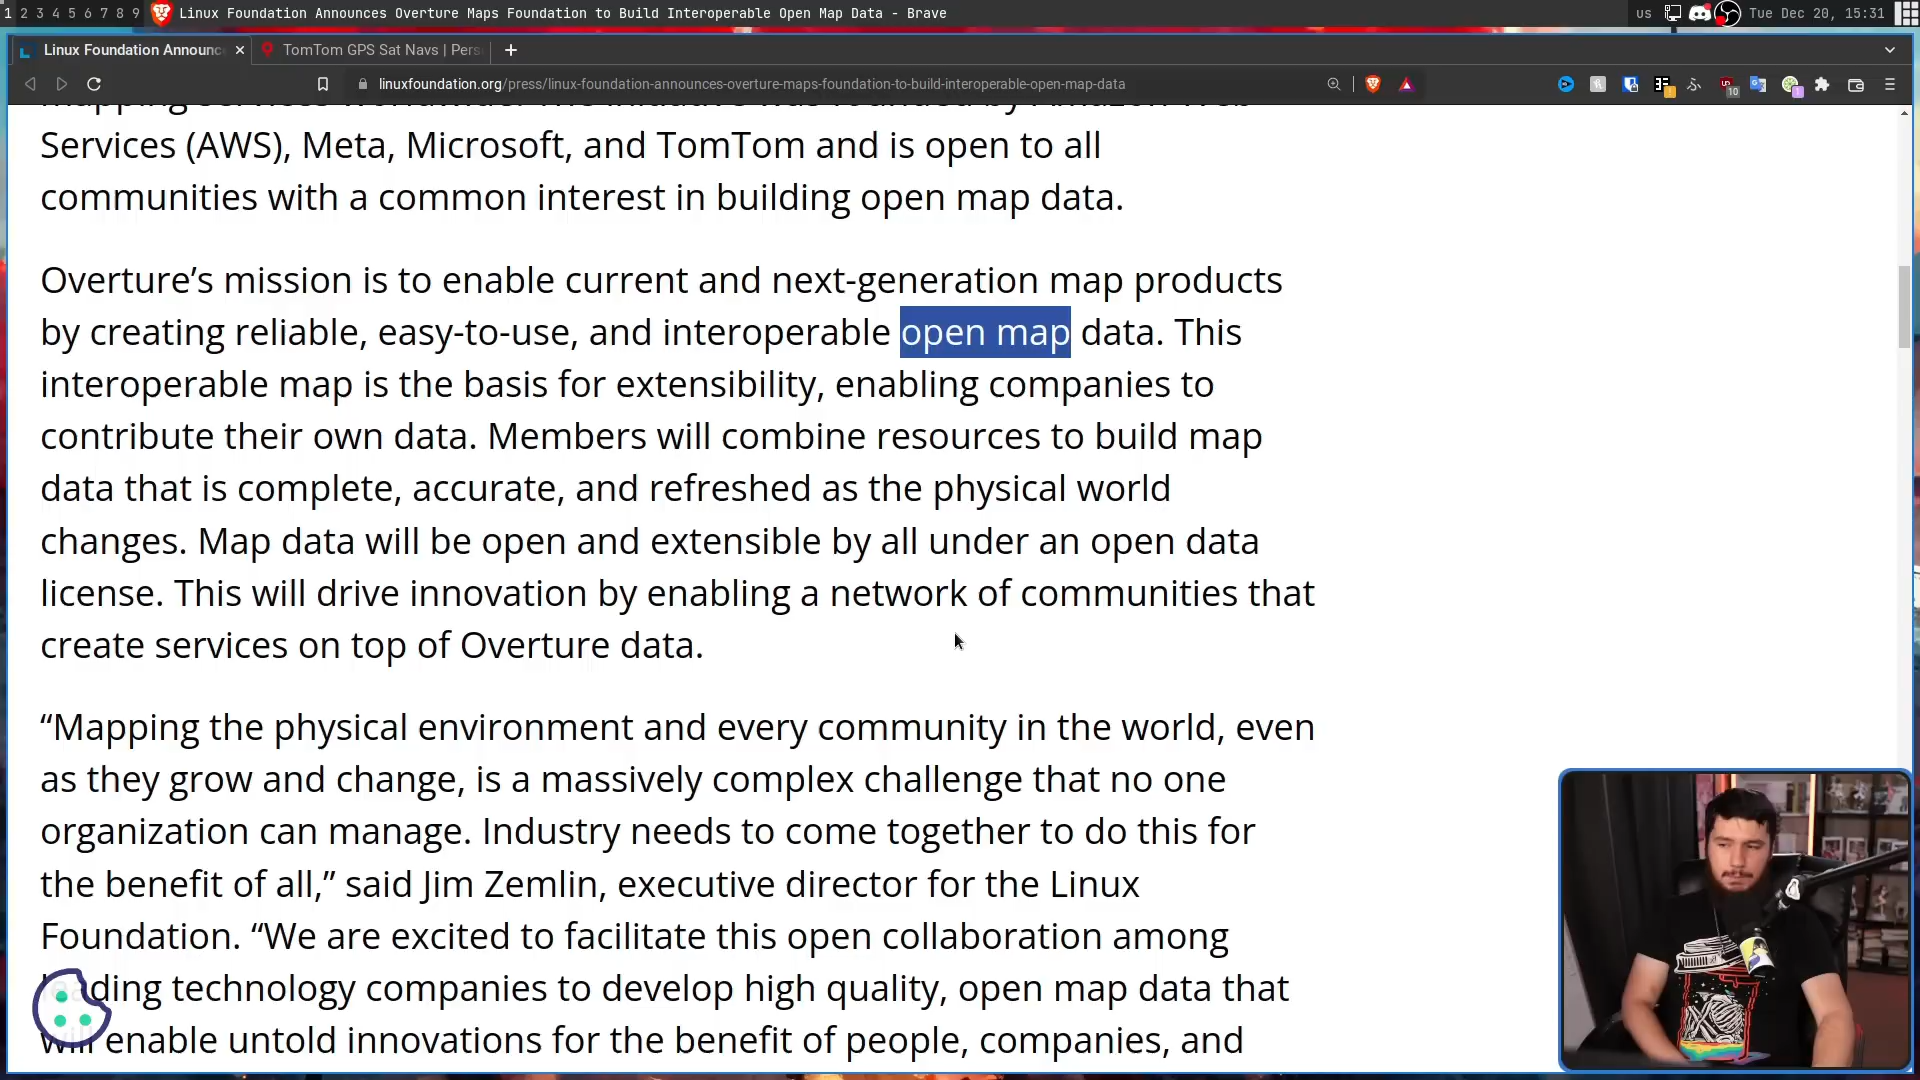 1 2 3 4 5 6 7 8 9 Linux Foundation Announces Overture Maps Foundation to Build Interoperable Open Map Data - Brave us Tue Dec 20, 15:31
Linux Foundation Announc TomTom GPS Sat Navs | Pers
linuxfoundation.org/press/linux-foundation-announces-overture-maps-foundation-to-build-interoperable-open-map-data
Services (AWS), Meta, Microsoft, and TomTom and is open to all
communities with a common interest in building open map data.
Overture’s mission is to enable current and next-generation map products
by creating reliable, easy-to-use, and interoperable open map data. This
interoperable map is the basis for extensibility, enabling companies to
contribute their own data. Members will combine resources to build map
data that is complete, accurate, and refreshed as the physical world
changes. Map data will be open and extensible by all under an open data
license. This will drive innovation by enabling a network of communities that
create services on top of Overture data.
“Mapping the physical environment and every community in the world, even
as they grow and change, is a massively complex challenge that no one
organization can manage. Industry needs to come together to do this for
the benefit of all,” said Jim Zemlin, executive director for the Linux
Foundation. “We are excited to facilitate this open collaboration among
leading technology companies to develop high quality, open map data that
will enable untold innovations for the benefit of people, companies, and